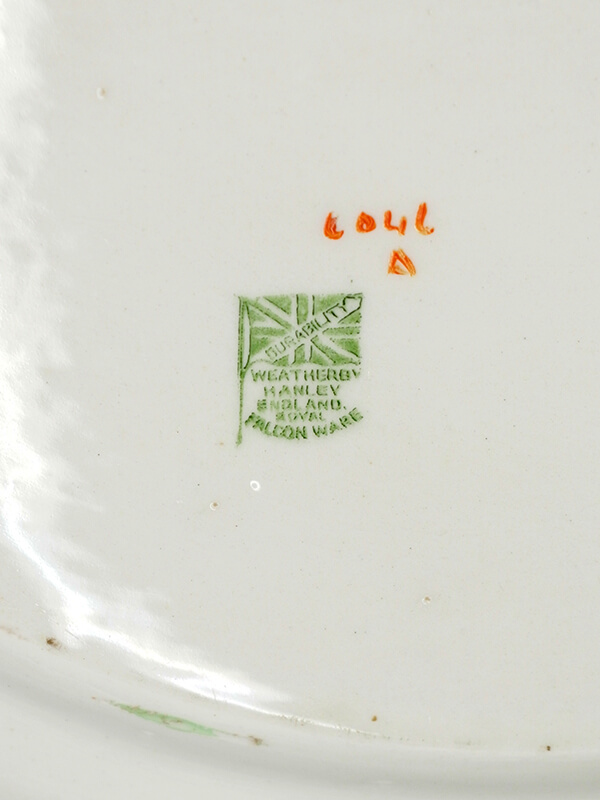 6046
DURABILITY
WEATHERBY
HANLEY
ENGLAND.
ROYAL
FALCON WARE